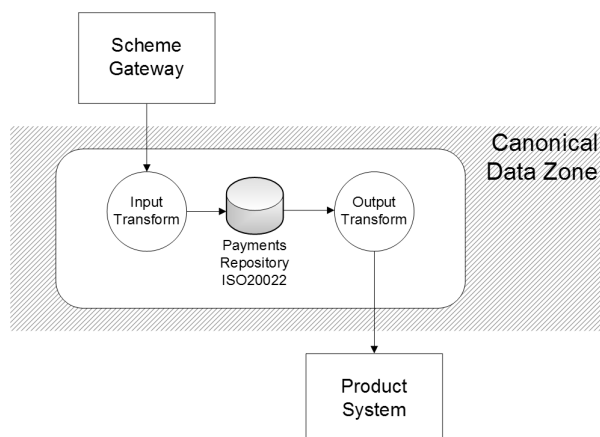 Scheme
Gateway
Canonical
Data Zone
Input
Transform
Payments
Repository
ISO20022
Output
Transform
Product
System